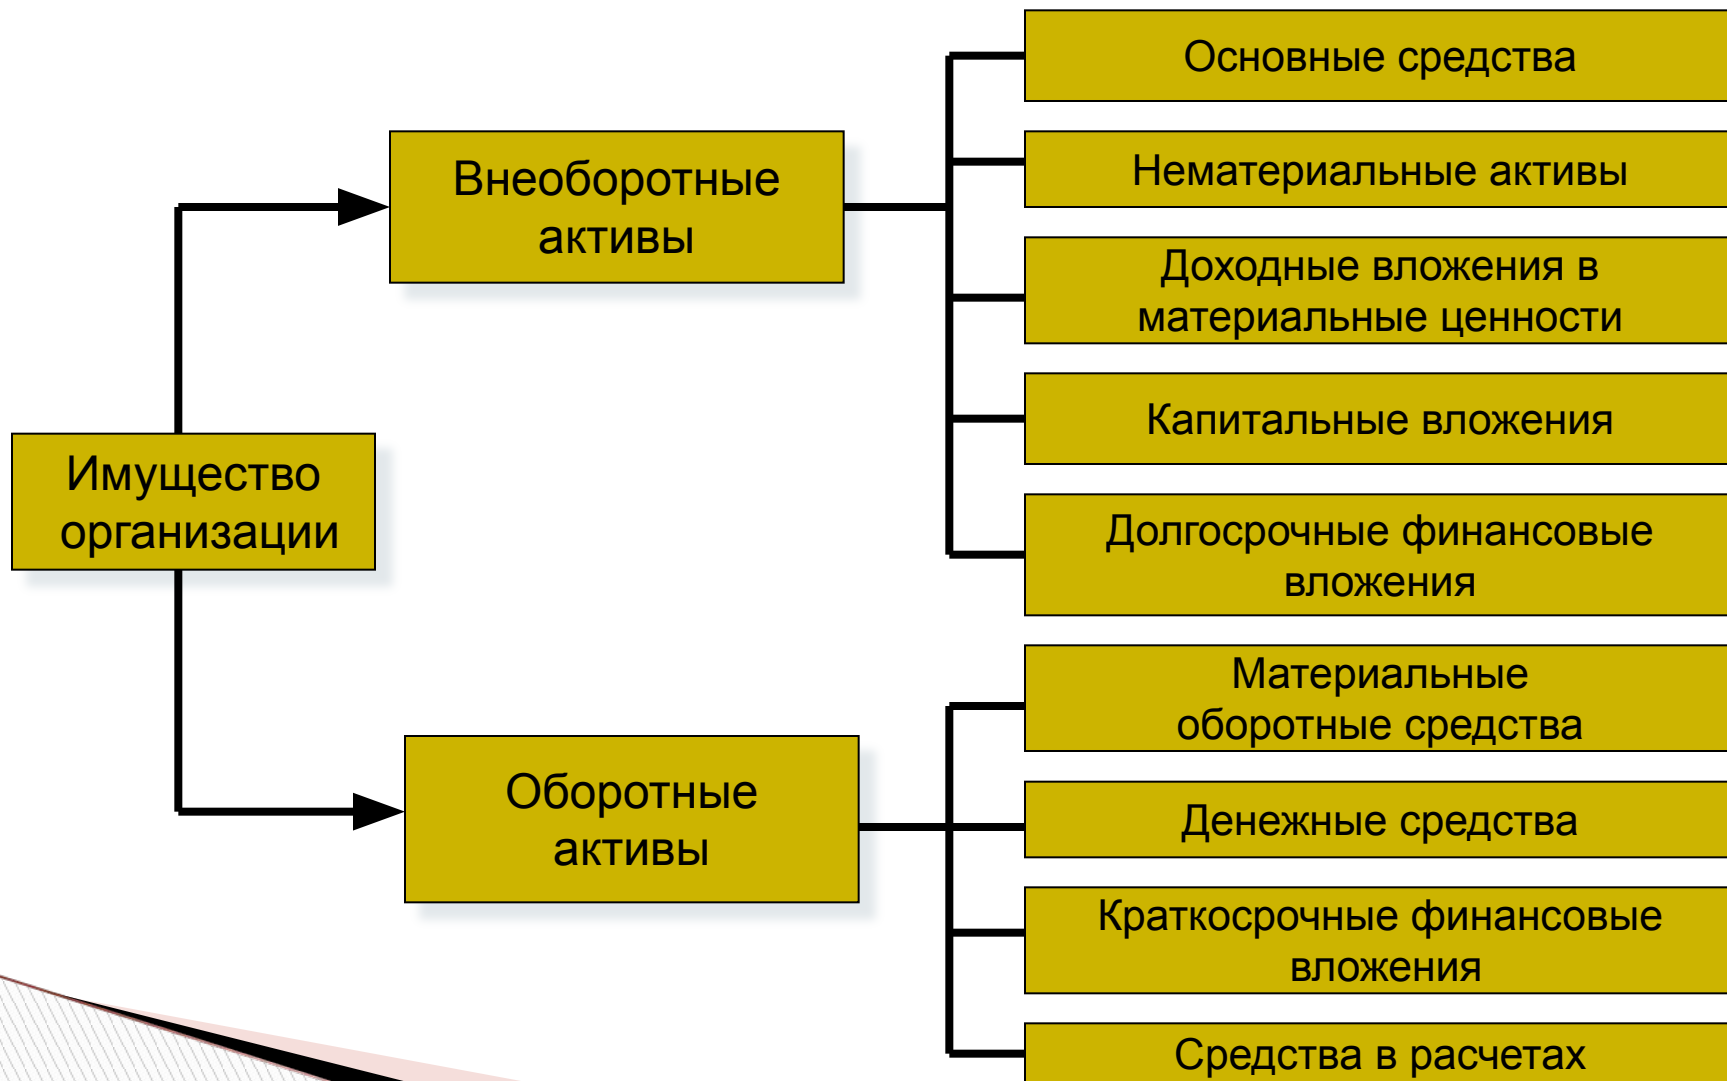 Имущество
организации
Внеоборотные
активы
Основные средства
Нематериальные активы
Доходные вложения в
материальные ценности
Капитальные вложения
Долгосрочные финансовые
вложения
Оборотные
активы
Материальные
оборотные средства
Денежные средства
Краткосрочные финансовые
вложения
Средства в расчетах